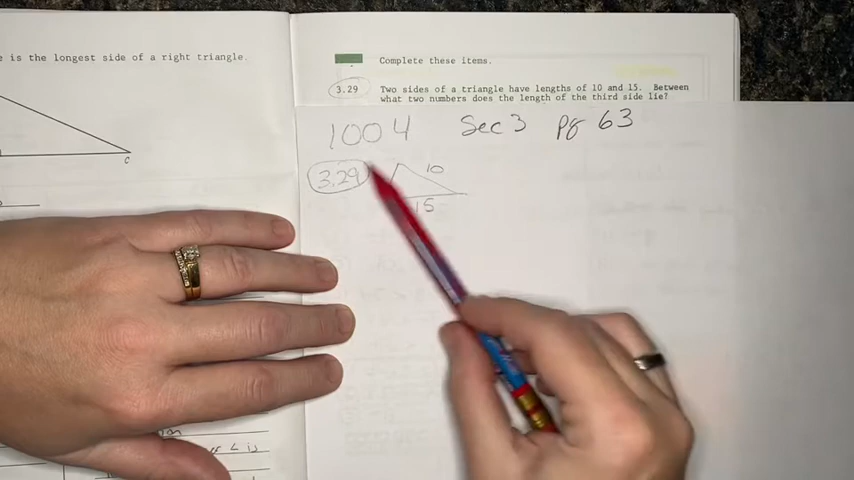 e is the longest side of a right triangle.
C
Complete these items.
3.29 Two sides of a triangle have lengths of 10 and 15. Between
what two numbers does the length of the third side lie?
1004 Sec 3 pg 63
3.29 10
15
L is